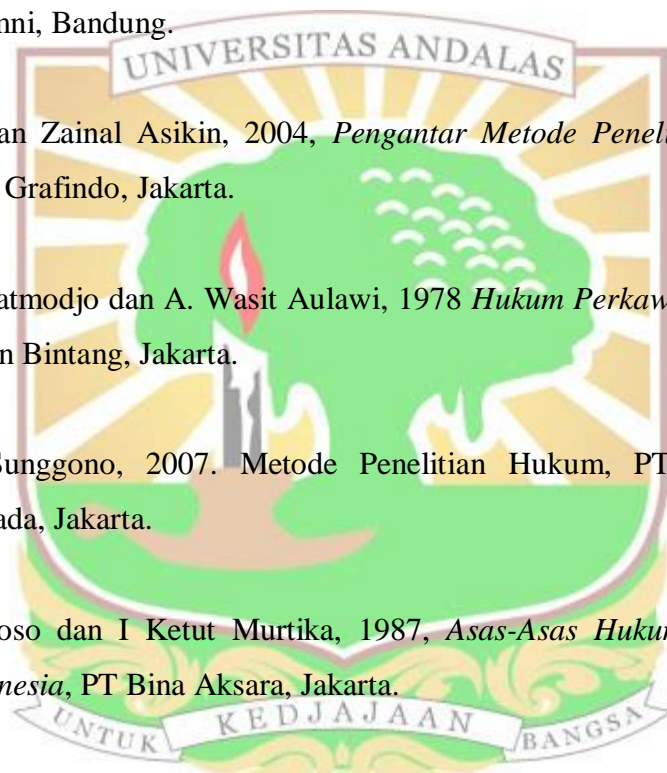 nni, Bandung.
UNIVERSITAS ANDALAS
an Zainal Asikin, 2004, Pengantar Metode Penel
Grafindo, Jakarta.
atmodjo dan A. Wasit Aulawi, 1978 Hukum Perkaw
n Bintang, Jakarta.
Sunggono, 2007. Metode Penelitian Hukum, PT
ada, Jakarta.
oso dan I Ketut Murtika, 1987, Asas-Asas Hukum
nesia, PT Bina Aksara, Jakarta.
UNTUK KEDJAJAAN BANGSA